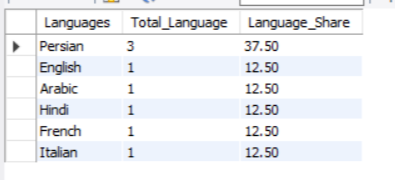 Languages Total_Language Language_Share
Persian 3 37.50
English 1 12.50
Arabic 1 12.50
Hindi 1 12.50
French 1 12.50
Italian 1 12.50